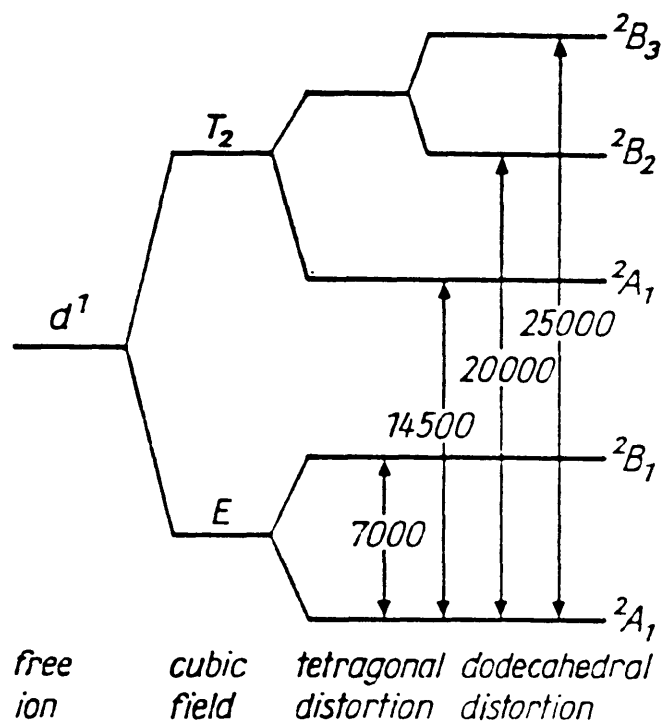 ²B₃
T₂
²B₂
d¹
²A₁
25000
20000
14500
²B₁
E
7000
²A₁
free ion
cubic field
tetragonal distortion
dodecahedral distortion